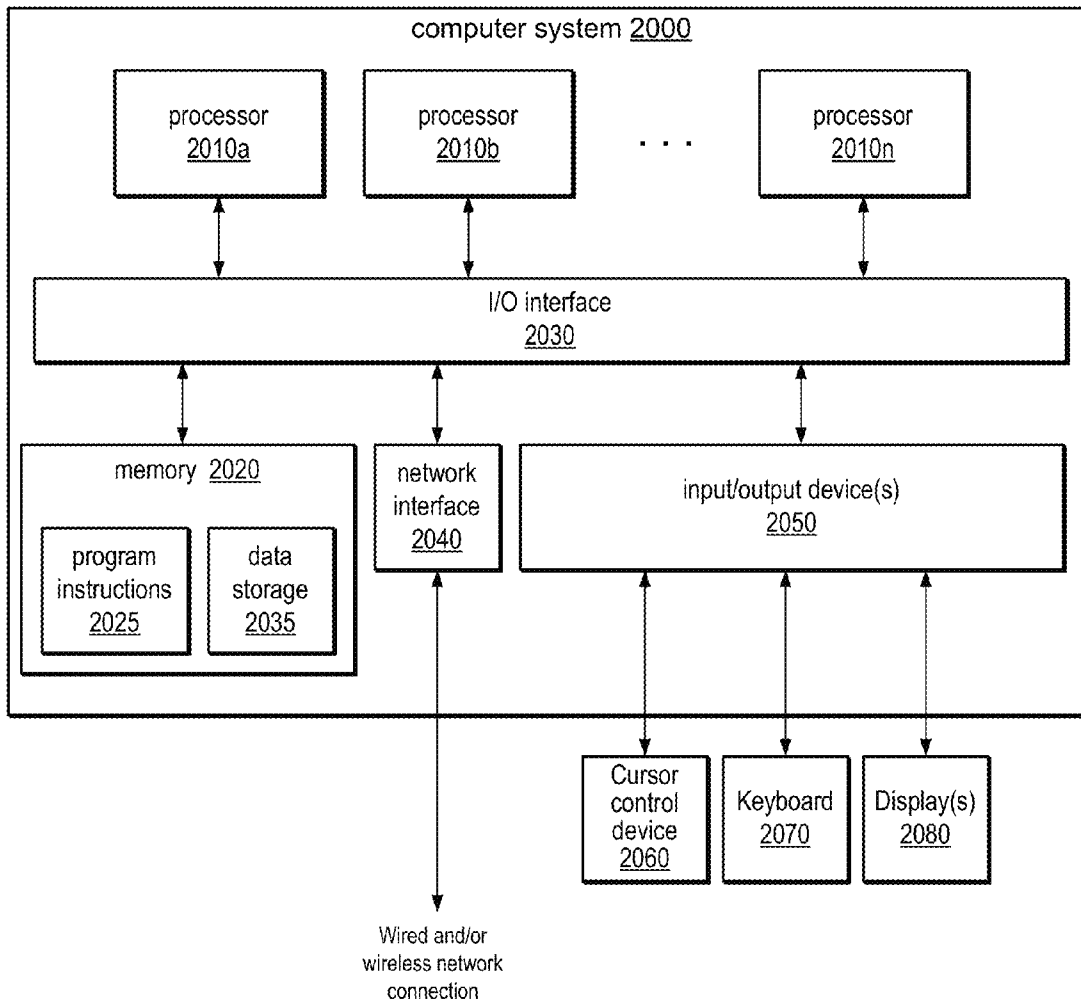 computer system 2000
processor
2010a
processor
2010b
. . .
processor
2010n
I/O interface
2030
memory 2020
program
instructions
2025
data
storage
2035
network
interface
2040
input/output device(s)
2050
Cursor
control
device
2060
Keyboard
2070
Display(s)
2080
Wired and/or
wireless network
connection